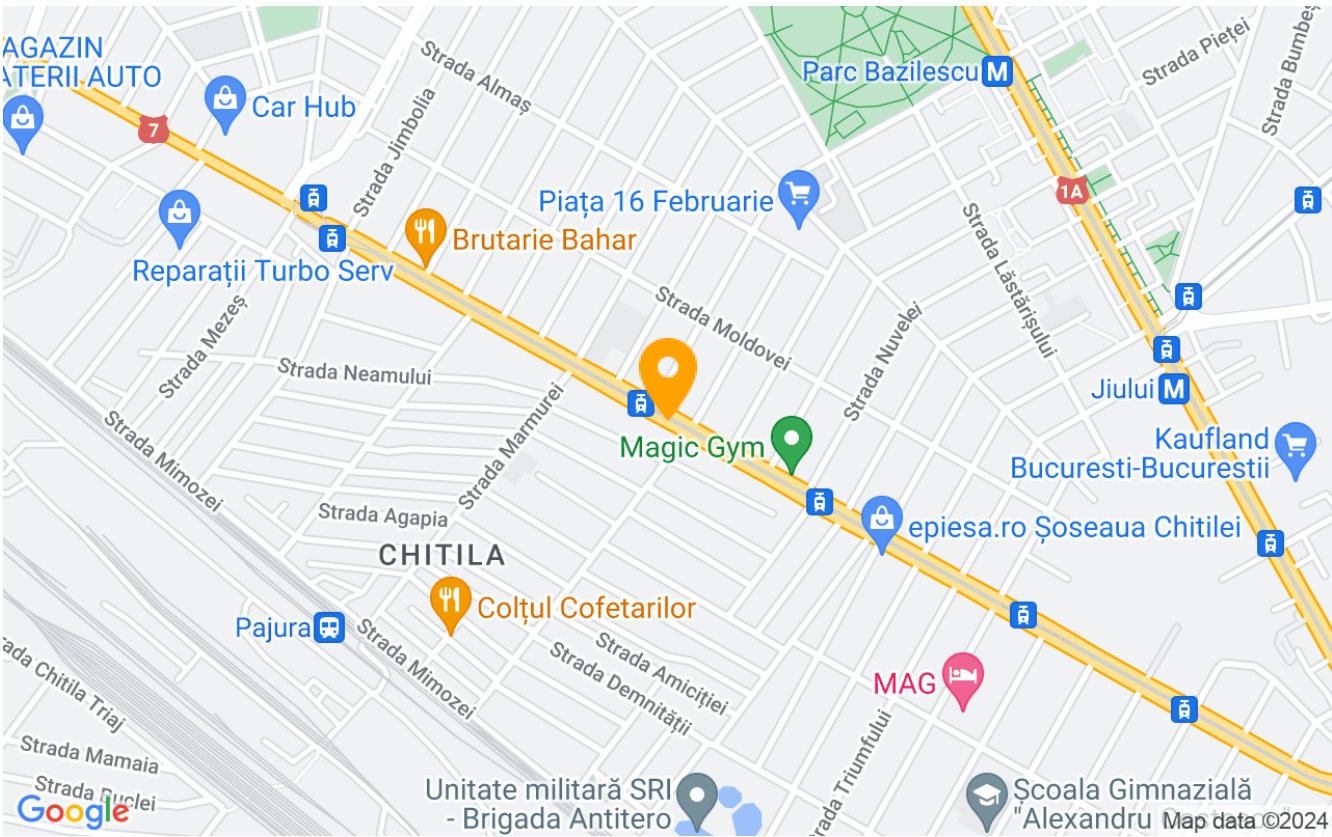 AGAZIN
ATERII AUTO
Car Hub
7
Strada Almaș
Strada Jimbolia
Parc Bazilescu
M
Strada Pieței
Strada Bumbeș
1A
Piața 16 Februarie
Brutarie Bahar
Reparații Turbo Serv
Strada Lăstărișului
Strada Mezeș
Strada Moldovei
Strada Nuvelei
Strada Neamului
Strada Marmurei
Jiului
M
Magic Gym
Kaufland
Bucuresti-Bucurestii
Strada Mimozei
Strada Agapia
epiesa.ro Șoseaua Chitilei
CHITILA
Colțul Cofetarilor
Pajura
Strada Mimozei
Strada Amiciției
Strada Demnității
MAG
rada Chitila Triaj
Strada Triumfului
Strada Mamaia
Strada Buclei
Unitate militară SRI
- Brigada Antitero
Școala Gimnazială
"Alexandru
Google
Map data ©2024